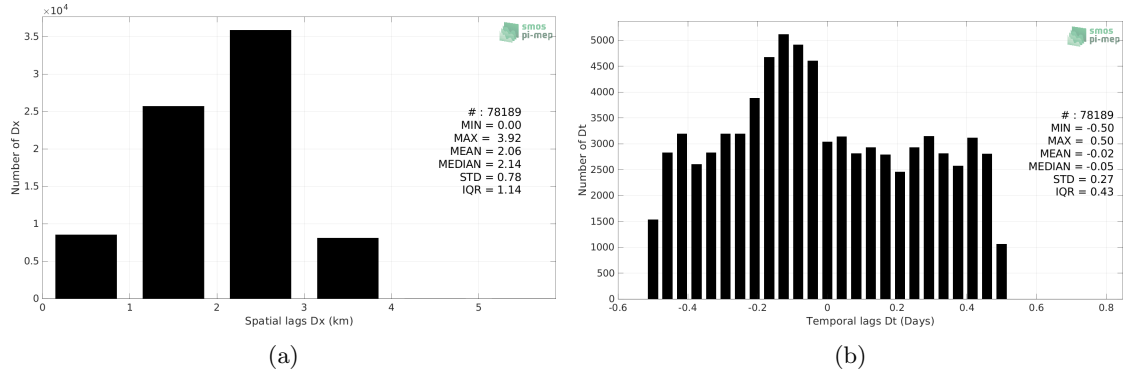 ×10⁴
3.5
3
2.5
2
1.5
1
0.5
0
0 1 2 3 4 5
Number of Dx
Spatial lags Dx (km)
smos
pi-mep
# : 78189
MIN = 0.00
MAX = 3.92
MEAN = 2.06
MEDIAN = 2.14
STD = 0.78
IQR = 1.14
(a)
5000
4500
4000
3500
3000
2500
2000
1500
1000
500
0
-0.6 -0.4 -0.2 0 0.2 0.4 0.6 0.8
Number of Dt
Temporal lags Dt (Days)
smos
pi-mep
# : 78189
MIN = -0.50
MAX = 0.50
MEAN = -0.02
MEDIAN = -0.05
STD = 0.27
IQR = 0.43
(b)